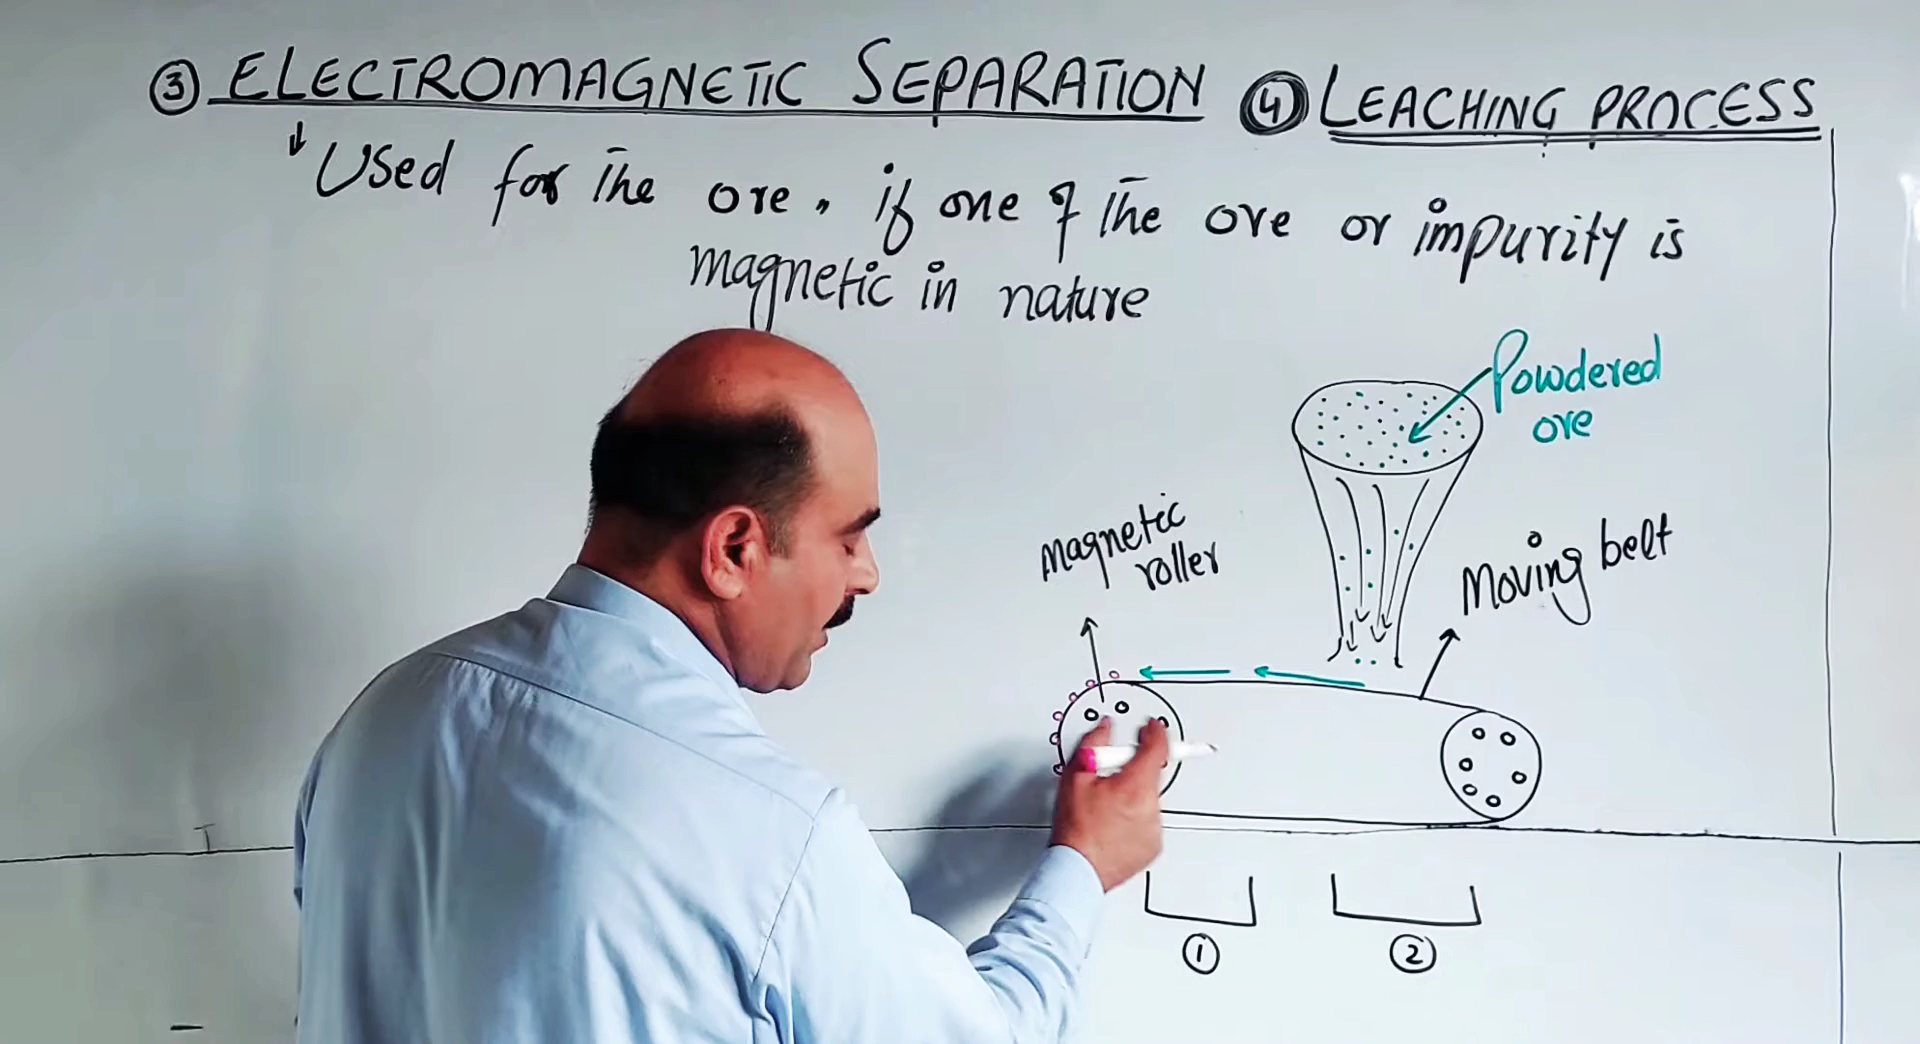 ③ ELECTROMAGNETIC SEPARATION ④ LEACHING PROCESS
Used for the ore, if one of the ore or impurity is
magnetic in nature
Powdered
ore
magnetic
roller
Moving belt
① ②